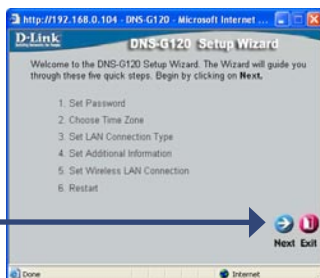 http://192.168.0.104 - DNS-G120 - Microsoft Internet ...
D-Link
DNS-G120 Setup Wizard
Welcome to the DNS-G120 Setup Wizard. The Wizard will guide you
through these five quick steps. Begin by clicking on Next.
1. Set Password
2. Choose Time Zone
3. Set LAN Connection Type
4. Set Additional Information
5. Set Wireless LAN Connection
6. Restart
Next Exit
Done Internet